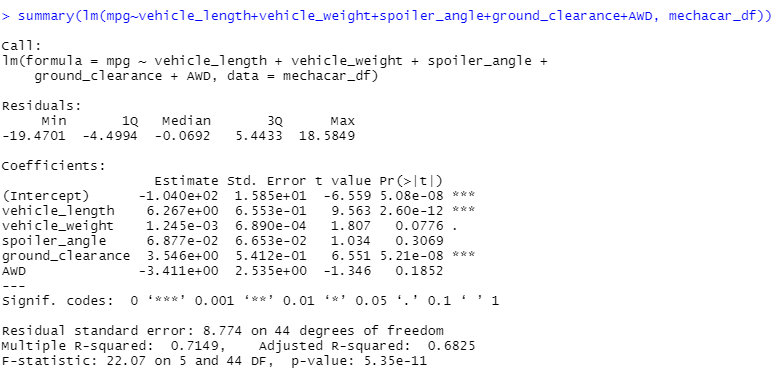 > summary(lm(mpg~vehicle_length+vehicle_weight+spoiler_angle+ground_clearance+AWD, mechacar_df))
Call:
lm(formula = mpg ~ vehicle_length + vehicle_weight + spoiler_angle +
    ground_clearance + AWD, data = mechacar_df)
Residuals:
     Min       1Q   Median       3Q      Max
-19.4701  -4.4994  -0.0692   5.4433  18.5849
Coefficients:
                   Estimate Std. Error t value Pr(>|t|)
(Intercept)      -1.040e+02  1.585e+01  -6.559 5.08e-08 ***
vehicle_length    6.267e+00  6.553e-01   9.563 2.60e-12 ***
vehicle_weight    1.245e-03  6.890e-04   1.807   0.0776 .
spoiler_angle     6.877e-02  6.653e-02   1.034   0.3069
ground_clearance  3.546e+00  5.412e-01   6.551 5.21e-08 ***
AWD              -3.411e+00  2.535e+00  -1.346   0.1852
---
Signif. codes:  0 ‘***’ 0.001 ‘**’ 0.01 ‘*’ 0.05 ‘.’ 0.1 ‘ ’ 1
Residual standard error: 8.774 on 44 degrees of freedom
Multiple R-squared:  0.7149,    Adjusted R-squared:  0.6825
F-statistic: 22.07 on 5 and 44 DF,  p-value: 5.35e-11